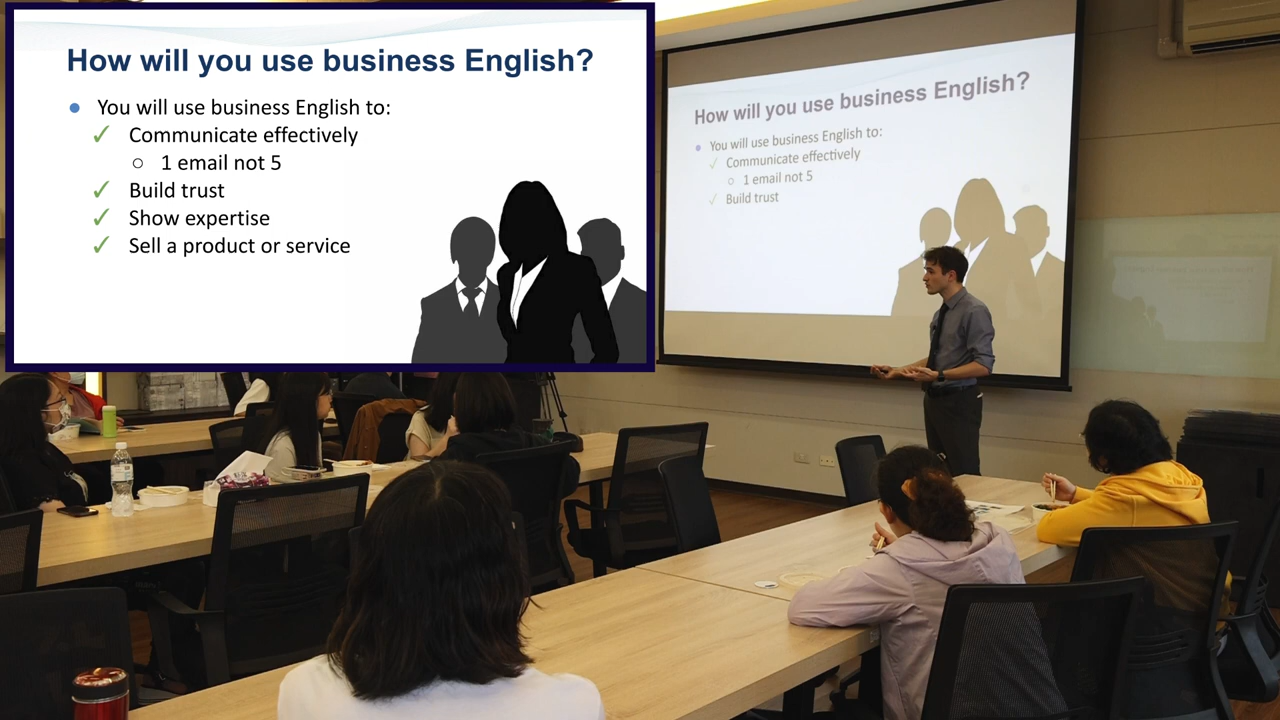 How will you use business English?
You will use business English to:
✓ Communicate effectively
○ 1 email not 5
✓ Build trust
✓ Show expertise
✓ Sell a product or service
How will you use business English?
You will use business English to:
✓ Communicate effectively
○ 1 email not 5
✓ Build trust